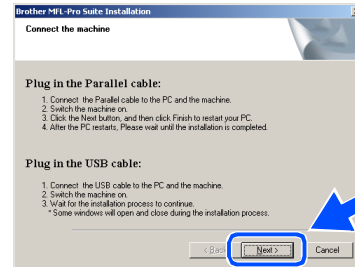 Brother MFL-Pro Suite Installation
Connect the machine
Plug in the Parallel cable:
1. Connect the Parallel cable to the PC and the machine.
2. Switch the machine on.
3. Click the Next button, and then click Finish to restart your PC.
4. After the PC restarts, Please wait until the installation is completed.
Plug in the USB cable:
1. Connect the USB cable to the PC and the machine.
2. Switch the machine on.
3. Wait for the installation process to continue.
* Some windows will open and close during the installation process.
< Back Next > Cancel